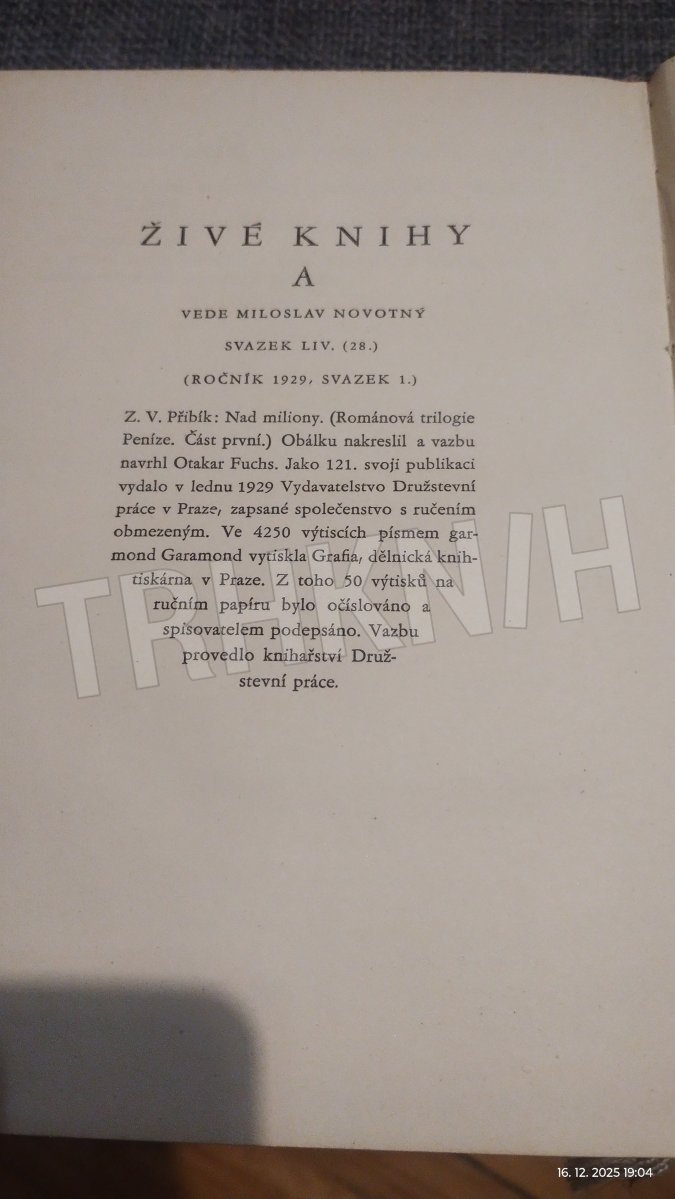 ŽIVÉ KNIHY
A
VEDE MILOSLAV NOVOTNÝ
SVAZEK LIV. (28.)
(ROČNÍK 1929, SVAZEK 1.)
Z. V. Přibík: Nad miliony. (Románová trilogie
Peníze. Část první.) Obálku nakreslil a vazbu
navrhl Otakar Fuchs. Jako 121. svoji publikaci
vydalo v lednu 1929 Vydavatelstvo Družstevní
práce v Praze, zapsané společenstvo s ručením
obmezeným. Ve 4250 výtiscích písmem gar-
mond Garamond vytiskla Grafia, dělnická knih-
tiskárna v Praze. Z toho 50 výtisků na
ručním papíru bylo očíslováno a
spisovatelem podepsáno. Vazbu
provedlo knihařství Druž-
stevní práce.
TRHKNIH
16. 12. 2025 19:04